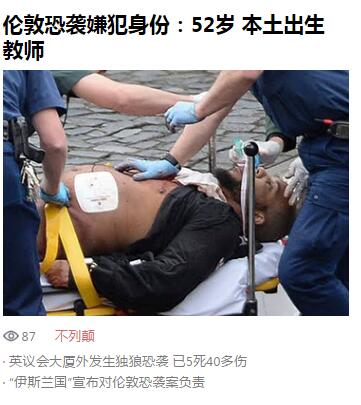 伦敦恐袭嫌犯身份：52岁 本土出生
教师
87 不列颠
· 英议会大厦外发生独狼恐袭 已5死40多伤
· “伊斯兰国”宣布对伦敦恐袭案负责